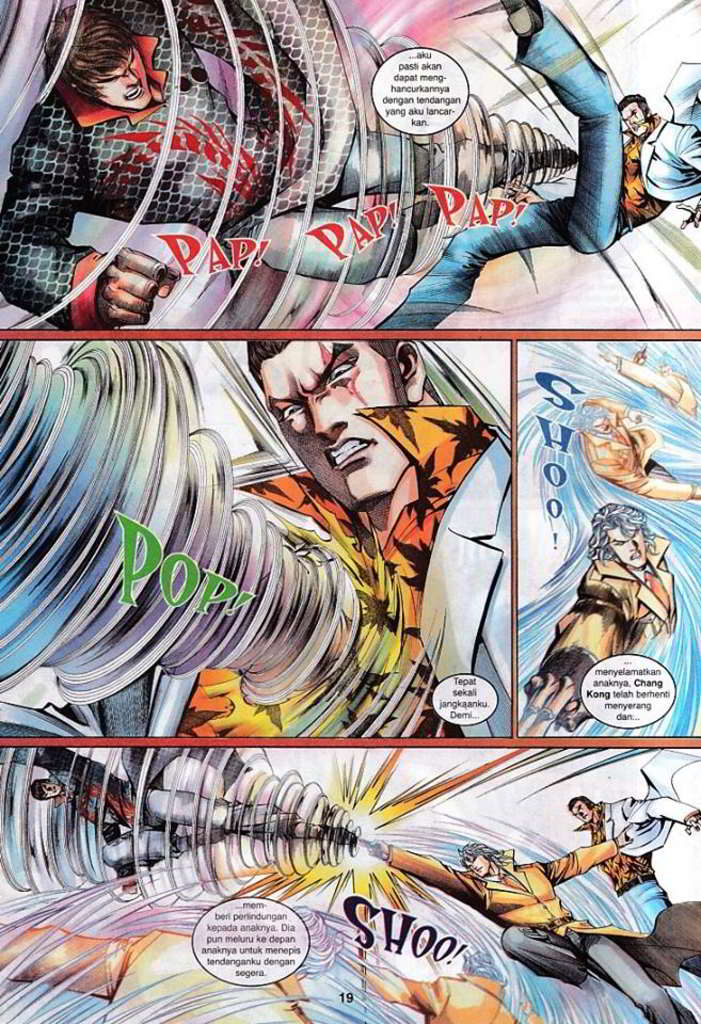 ...aku
pasti akan
dapat meng-
hancurkannya
dengan tendangan
yang aku lancar-
kan.
PAP!
PAP!
PAP!
POP!
Tepat
sekali
jangkaanku.
Demi...
SHOO!
...
menyelamatkan
anaknya, Chang
Kong telah berhenti
menyerang
dan...
...mem-
beri perlindungan
kepada anaknya. Dia
pun meluru ke depan
anaknya untuk menepis
tendanganku dengan
segera.
SHOO!
19